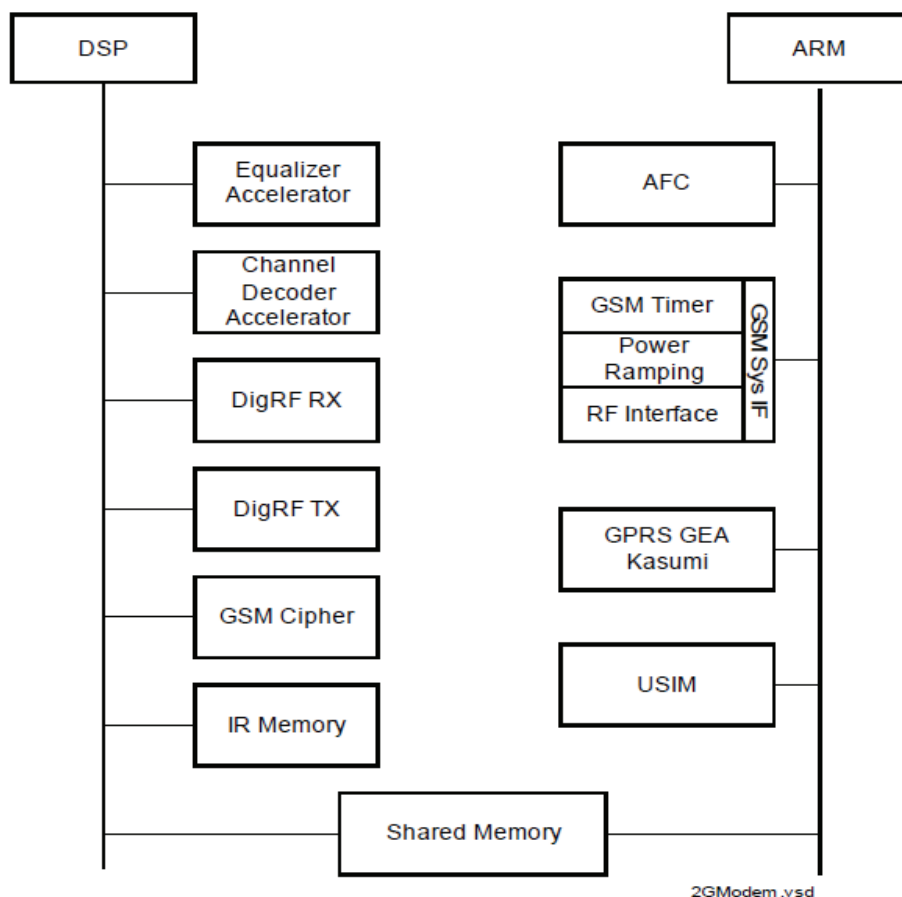 DSP
ARM
Equalizer
Accelerator
AFC
Channel
Decoder
Accelerator
GSM Timer
Power
Ramping
RF Interface
GSM Sys IF
DigRF RX
DigRF TX
GPRS GEA
Kasumi
GSM Cipher
USIM
IR Memory
Shared Memory
2GModem.vsd